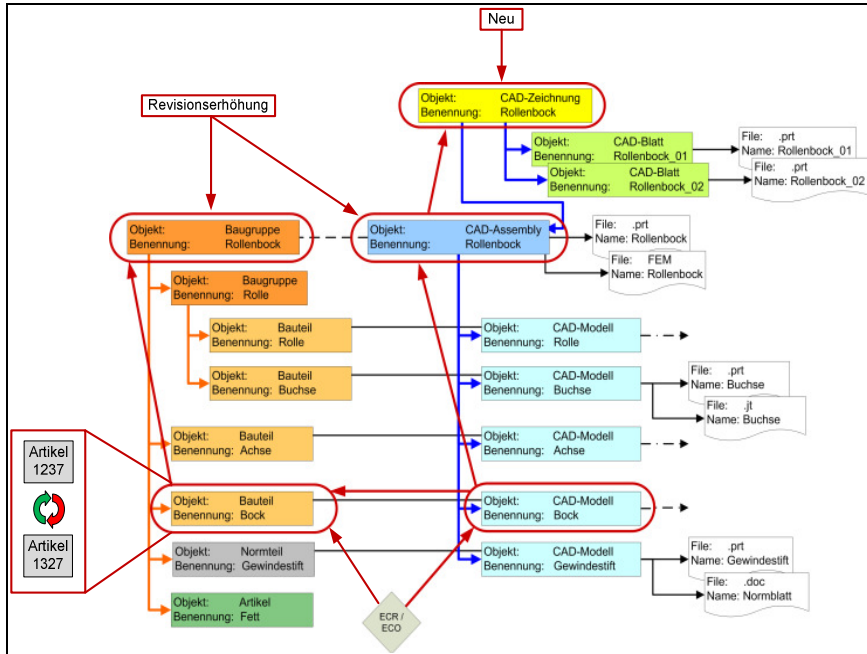 Neu
Revisionserhöhung
Objekt: CAD-Zeichnung
Benennung: Rollenbock
Objekt: CAD-Blatt
Benennung: Rollenbock_01
File: .prt
Name: Rollenbock_01
Objekt: CAD-Blatt
Benennung: Rollenbock_02
File: .prt
Name: Rollenbock_02
Objekt: Baugruppe
Benennung: Rollenbock
Objekt: CAD-Assembly
Benennung: Rollenbock
File: .prt
Name: Rollenbock
File: FEM
Name: Rollenbock
Objekt: Baugruppe
Benennung: Rolle
Objekt: Bauteil
Benennung: Rolle
Objekt: CAD-Modell
Benennung: Rolle
Objekt: Bauteil
Benennung: Buchse
Objekt: CAD-Modell
Benennung: Buchse
File: .prt
Name: Buchse
File: .jt
Name: Buchse
Objekt: Bauteil
Benennung: Achse
Objekt: CAD-Modell
Benennung: Achse
Artikel
1237
Artikel
1327
Objekt: Bauteil
Benennung: Bock
Objekt: CAD-Modell
Benennung: Bock
Objekt: Normteil
Benennung: Gewindestift
Objekt: CAD-Modell
Benennung: Gewindestift
File: .prt
Name: Gewindestift
File: .doc
Name: Normblatt
Objekt: Artikel
Benennung: Fett
ECR /
ECO